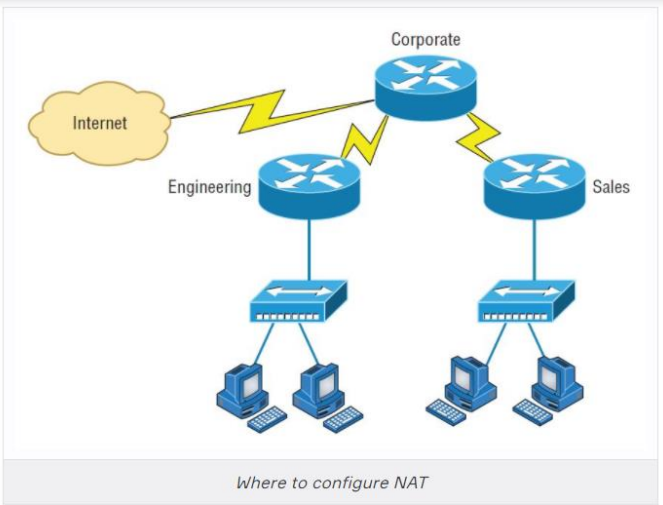 Corporate
Internet
Engineering
Sales
Where to configure NAT